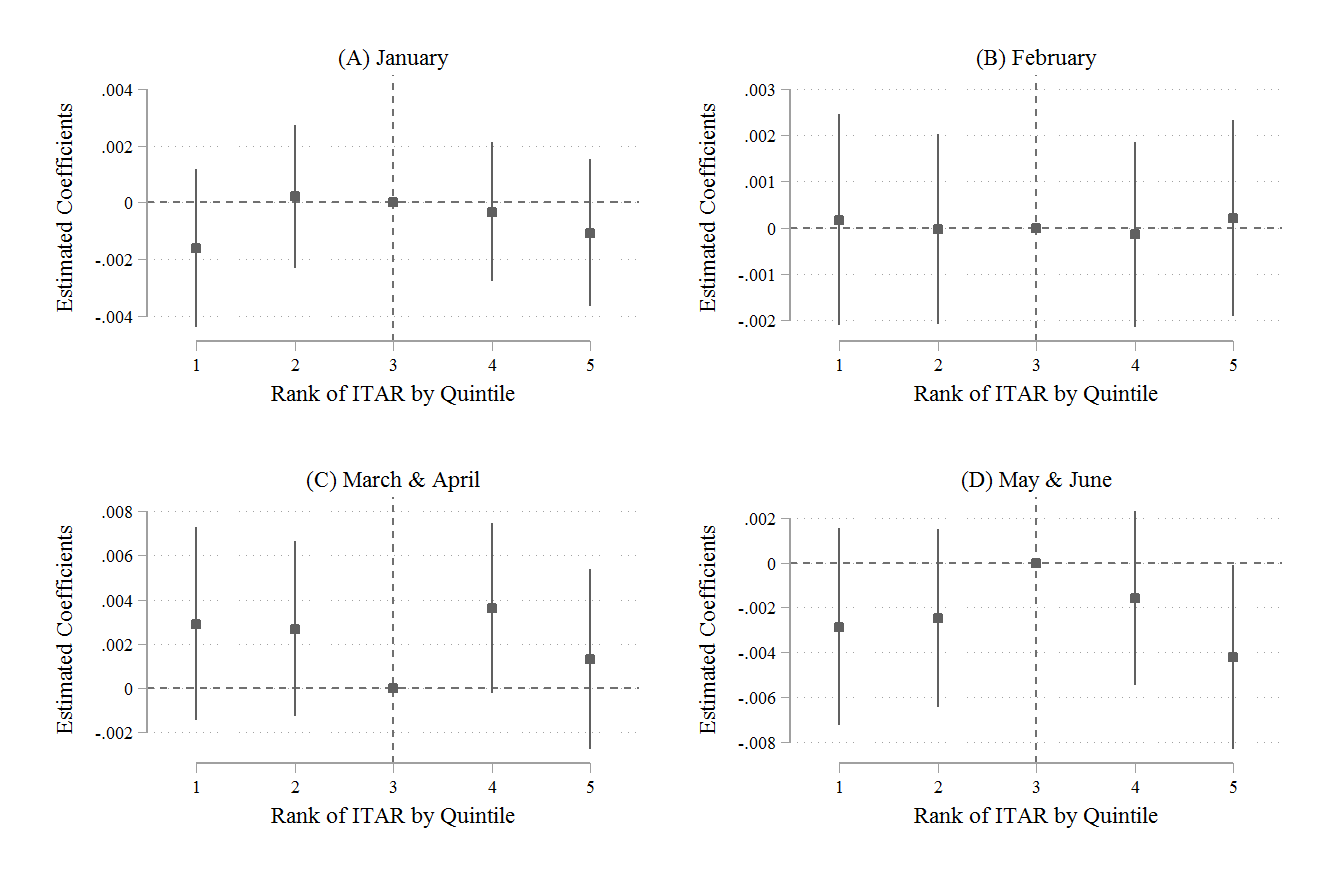 (A) January
Estimated Coefficients
.004
.002
0
-.002
-.004
1 2 3 4 5
Rank of ITAR by Quintile
(B) February
Estimated Coefficients
.003
.002
.001
0
-.001
-.002
1 2 3 4 5
Rank of ITAR by Quintile
(C) March & April
Estimated Coefficients
.008
.006
.004
.002
0
-.002
1 2 3 4 5
Rank of ITAR by Quintile
(D) May & June
Estimated Coefficients
.002
0
-.002
-.004
-.006
-.008
1 2 3 4 5
Rank of ITAR by Quintile